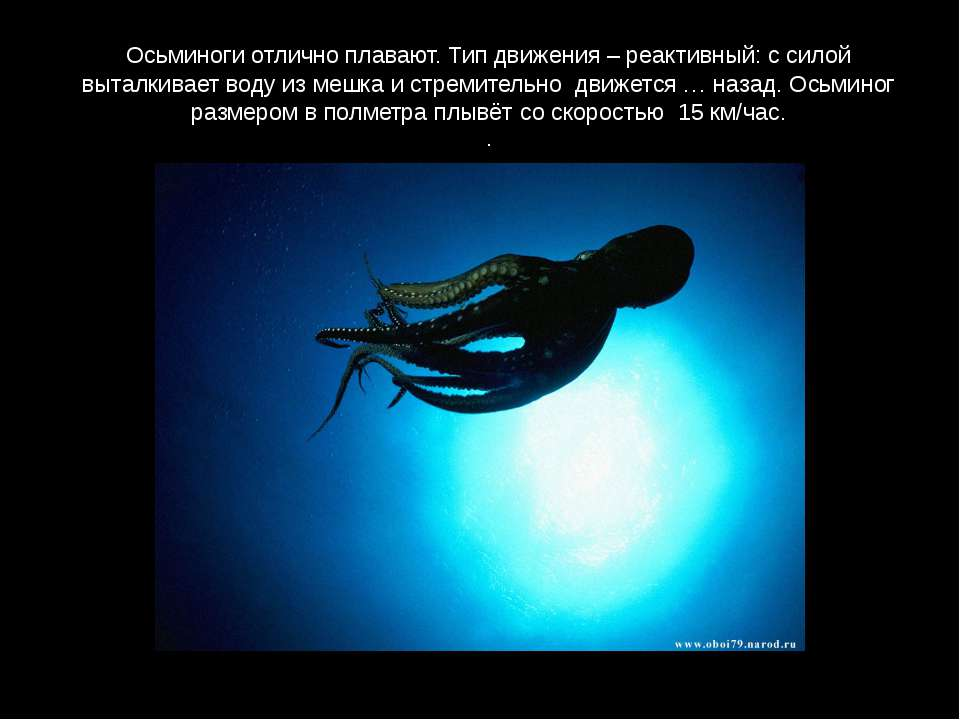 Осьминоги отлично плавают. Тип движения – реактивный: с силой
выталкивает воду из мешка и стремительно  движется … назад. Осьминог
размером в полметра плывёт со скоростью  15 км/час.
.
www.oboi79.narod.ru